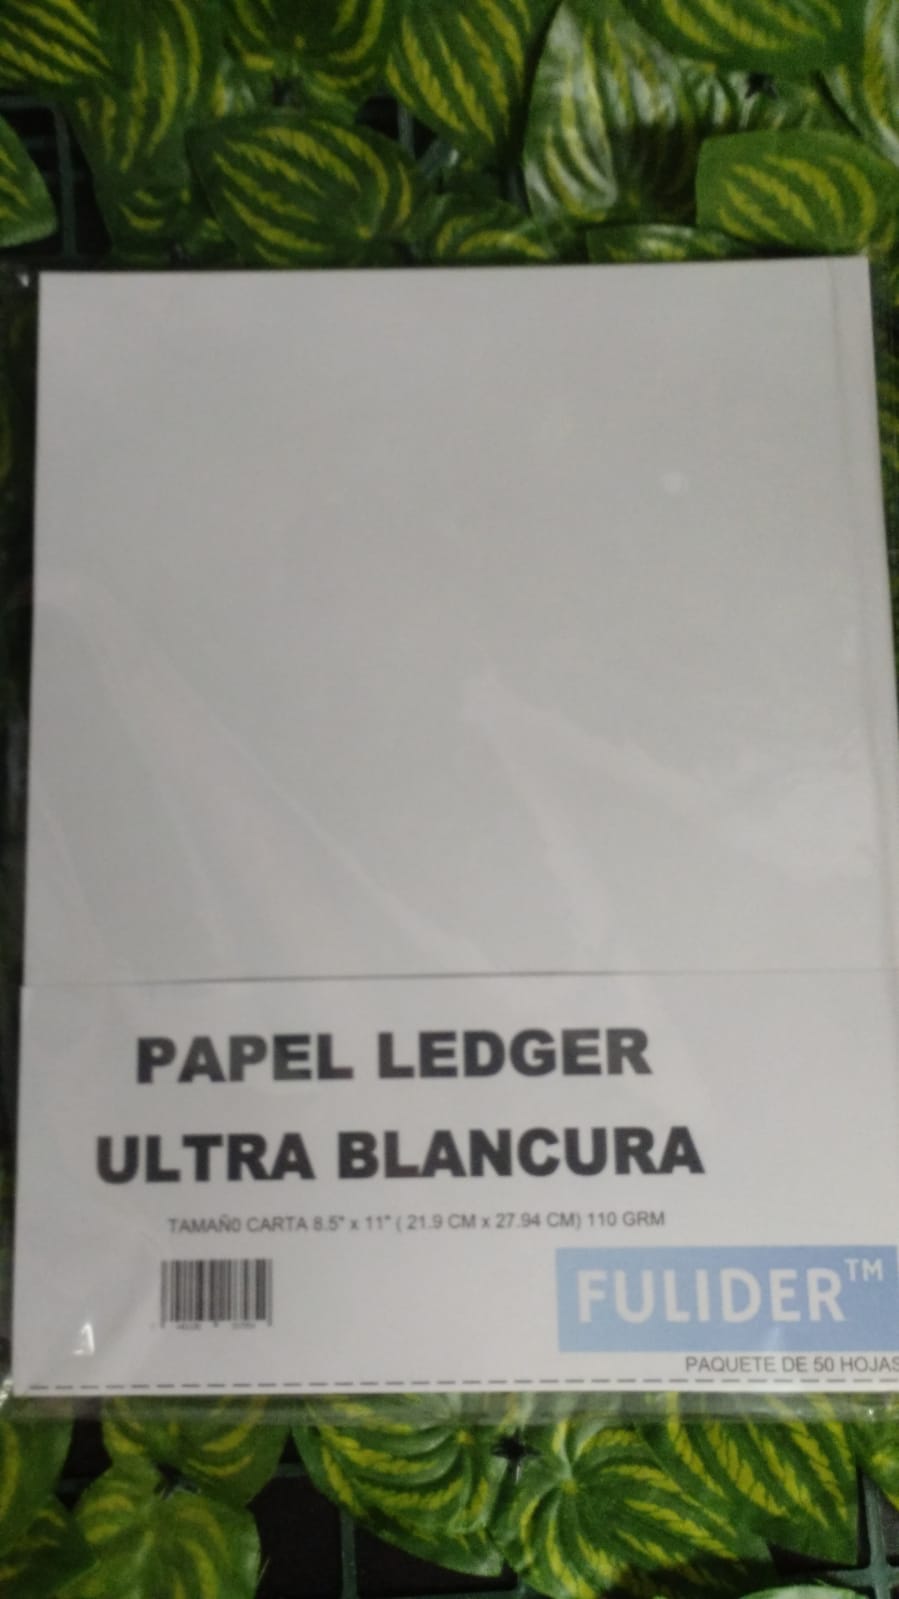 PAPEL LEDGER
ULTRA BLANCURA
TAMAÑ0 CARTA 8.5" x 11" ( 21.9 CM x 27.94 CM) 110 GRM
FULIDER™
PAQUETE DE 50 HOJAS